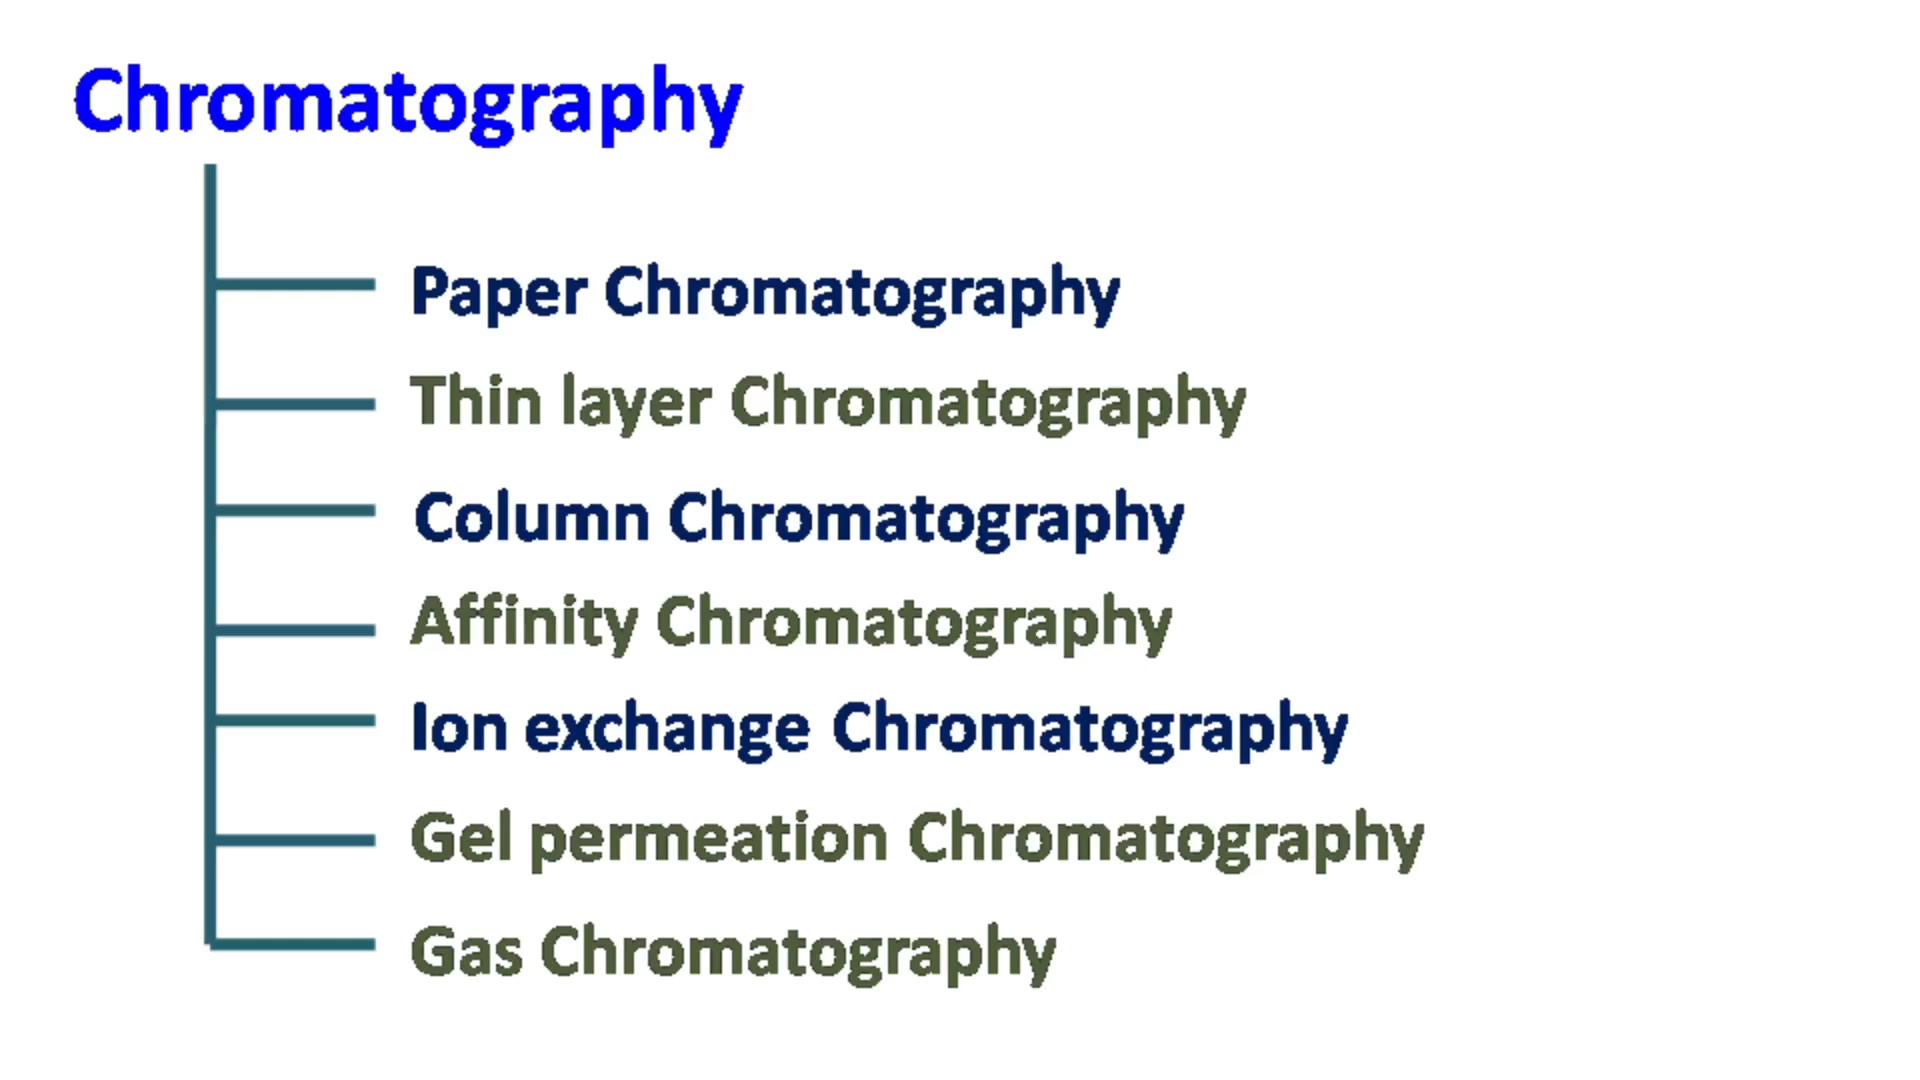 Chromatography
Paper Chromatography
Thin layer Chromatography
Column Chromatography
Affinity Chromatography
Ion exchange Chromatography
Gel permeation Chromatography
Gas Chromatography